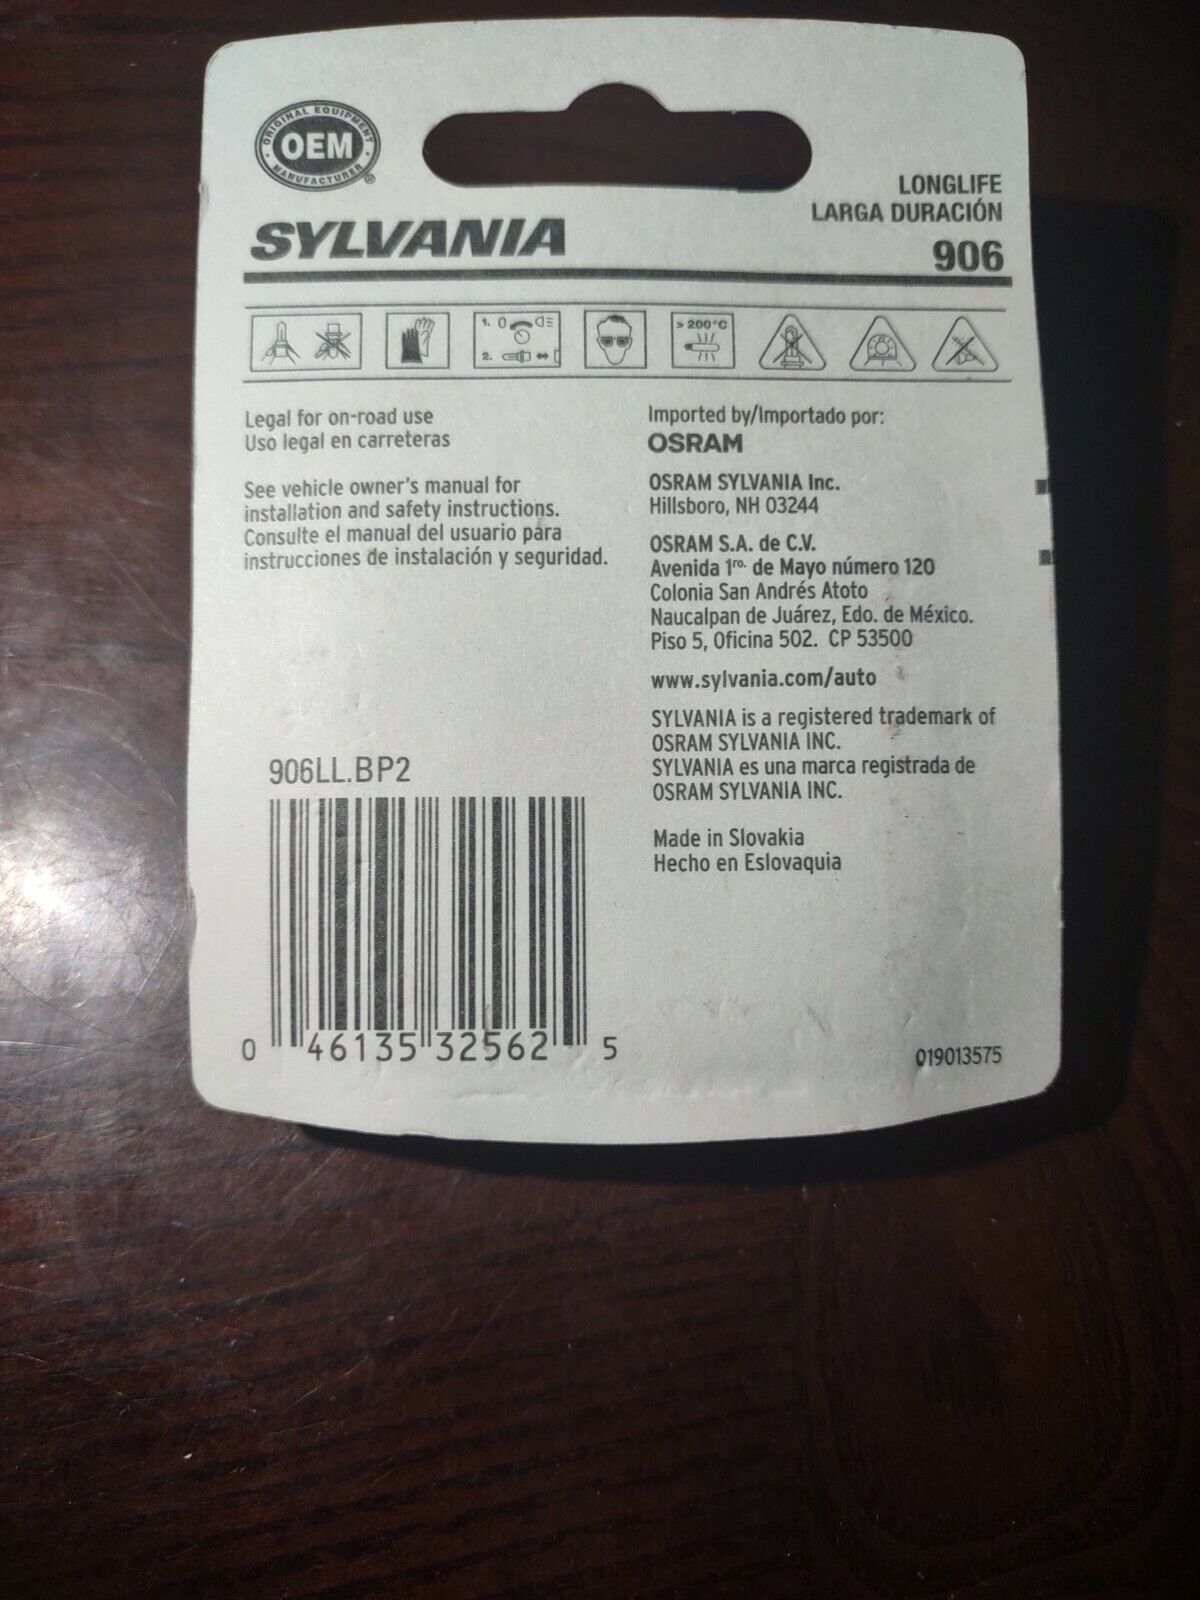 ORIGINAL EQUIPMENT
OEM
MANUFACTURER
®
SYLVANIA
LONGLIFE
LARGA DURACIÓN
906
1. 0
2.
> 200°C
Legal for on-road use
Uso legal en carreteras
See vehicle owner's manual for
installation and safety instructions.
Consulte el manual del usuario para
instrucciones de instalación y seguridad.
906LL.BP2
0 46135 32562 5
Imported by/Importado por:
OSRAM
OSRAM SYLVANIA Inc.
Hillsboro, NH 03244
OSRAM S.A. de C.V.
Avenida 1ro. de Mayo número 120
Colonia San Andrés Atoto
Naucalpan de Juárez, Edo. de México.
Piso 5, Oficina 502. CP 53500
www.sylvania.com/auto
SYLVANIA is a registered trademark of
OSRAM SYLVANIA INC.
SYLVANIA es una marca registrada de
OSRAM SYLVANIA INC.
Made in Slovakia
Hecho en Eslovaquia
019013575